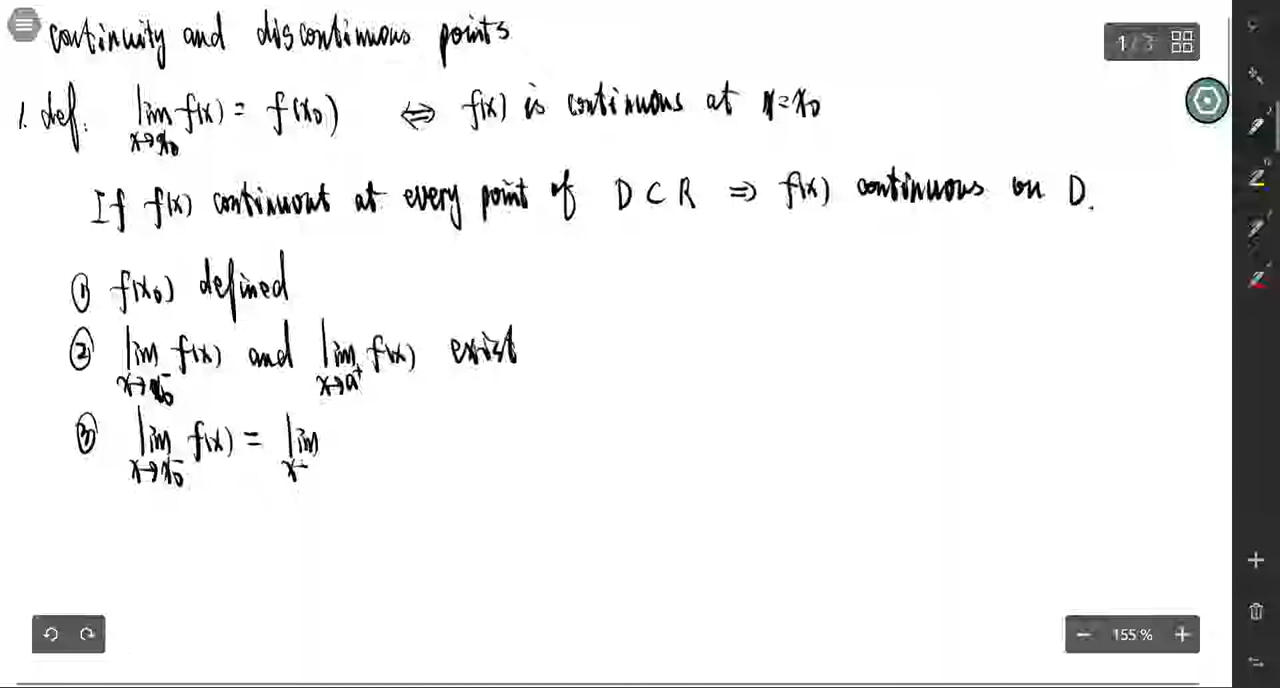 continuity and discontinuous points
1. def: lim x→x₀ f(x) = f(x₀) ⇔ f(x) is continuous at x=x₀
If f(x) continuous at every point of D ⊂ R ⇒ f(x) continuous on D.
① f(x₀) defined
② lim x→x₀⁻ f(x) and lim x→a⁺ f(x) exist
③ lim x→x₀⁻ f(x) = lim x-
1/3
155 %